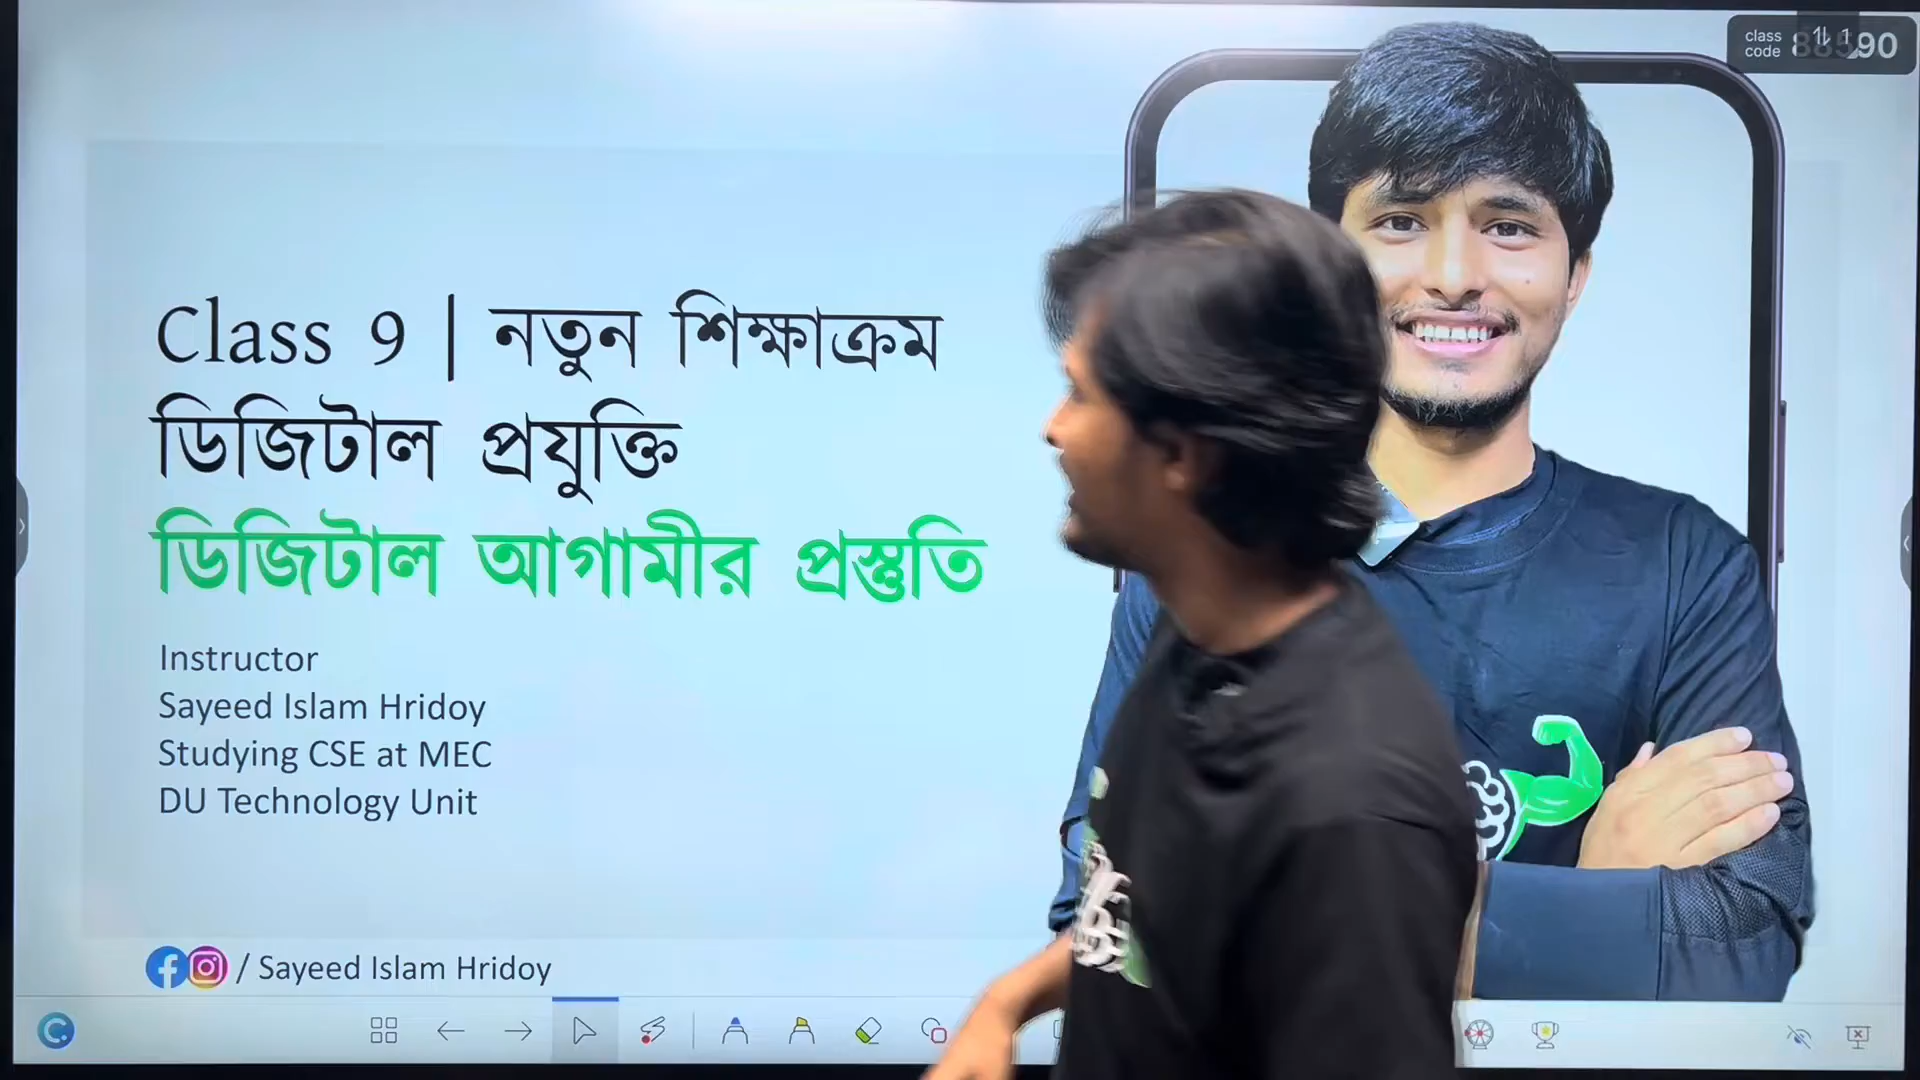 class
code
90
Class 9 | নতুন শিক্ষাক্রম
ডিজিটাল প্রযুক্তি
ডিজিটাল আগামীর প্রস্তুতি
Instructor
Sayeed Islam Hridoy
Studying CSE at MEC
DU Technology Unit
/ Sayeed Islam Hridoy